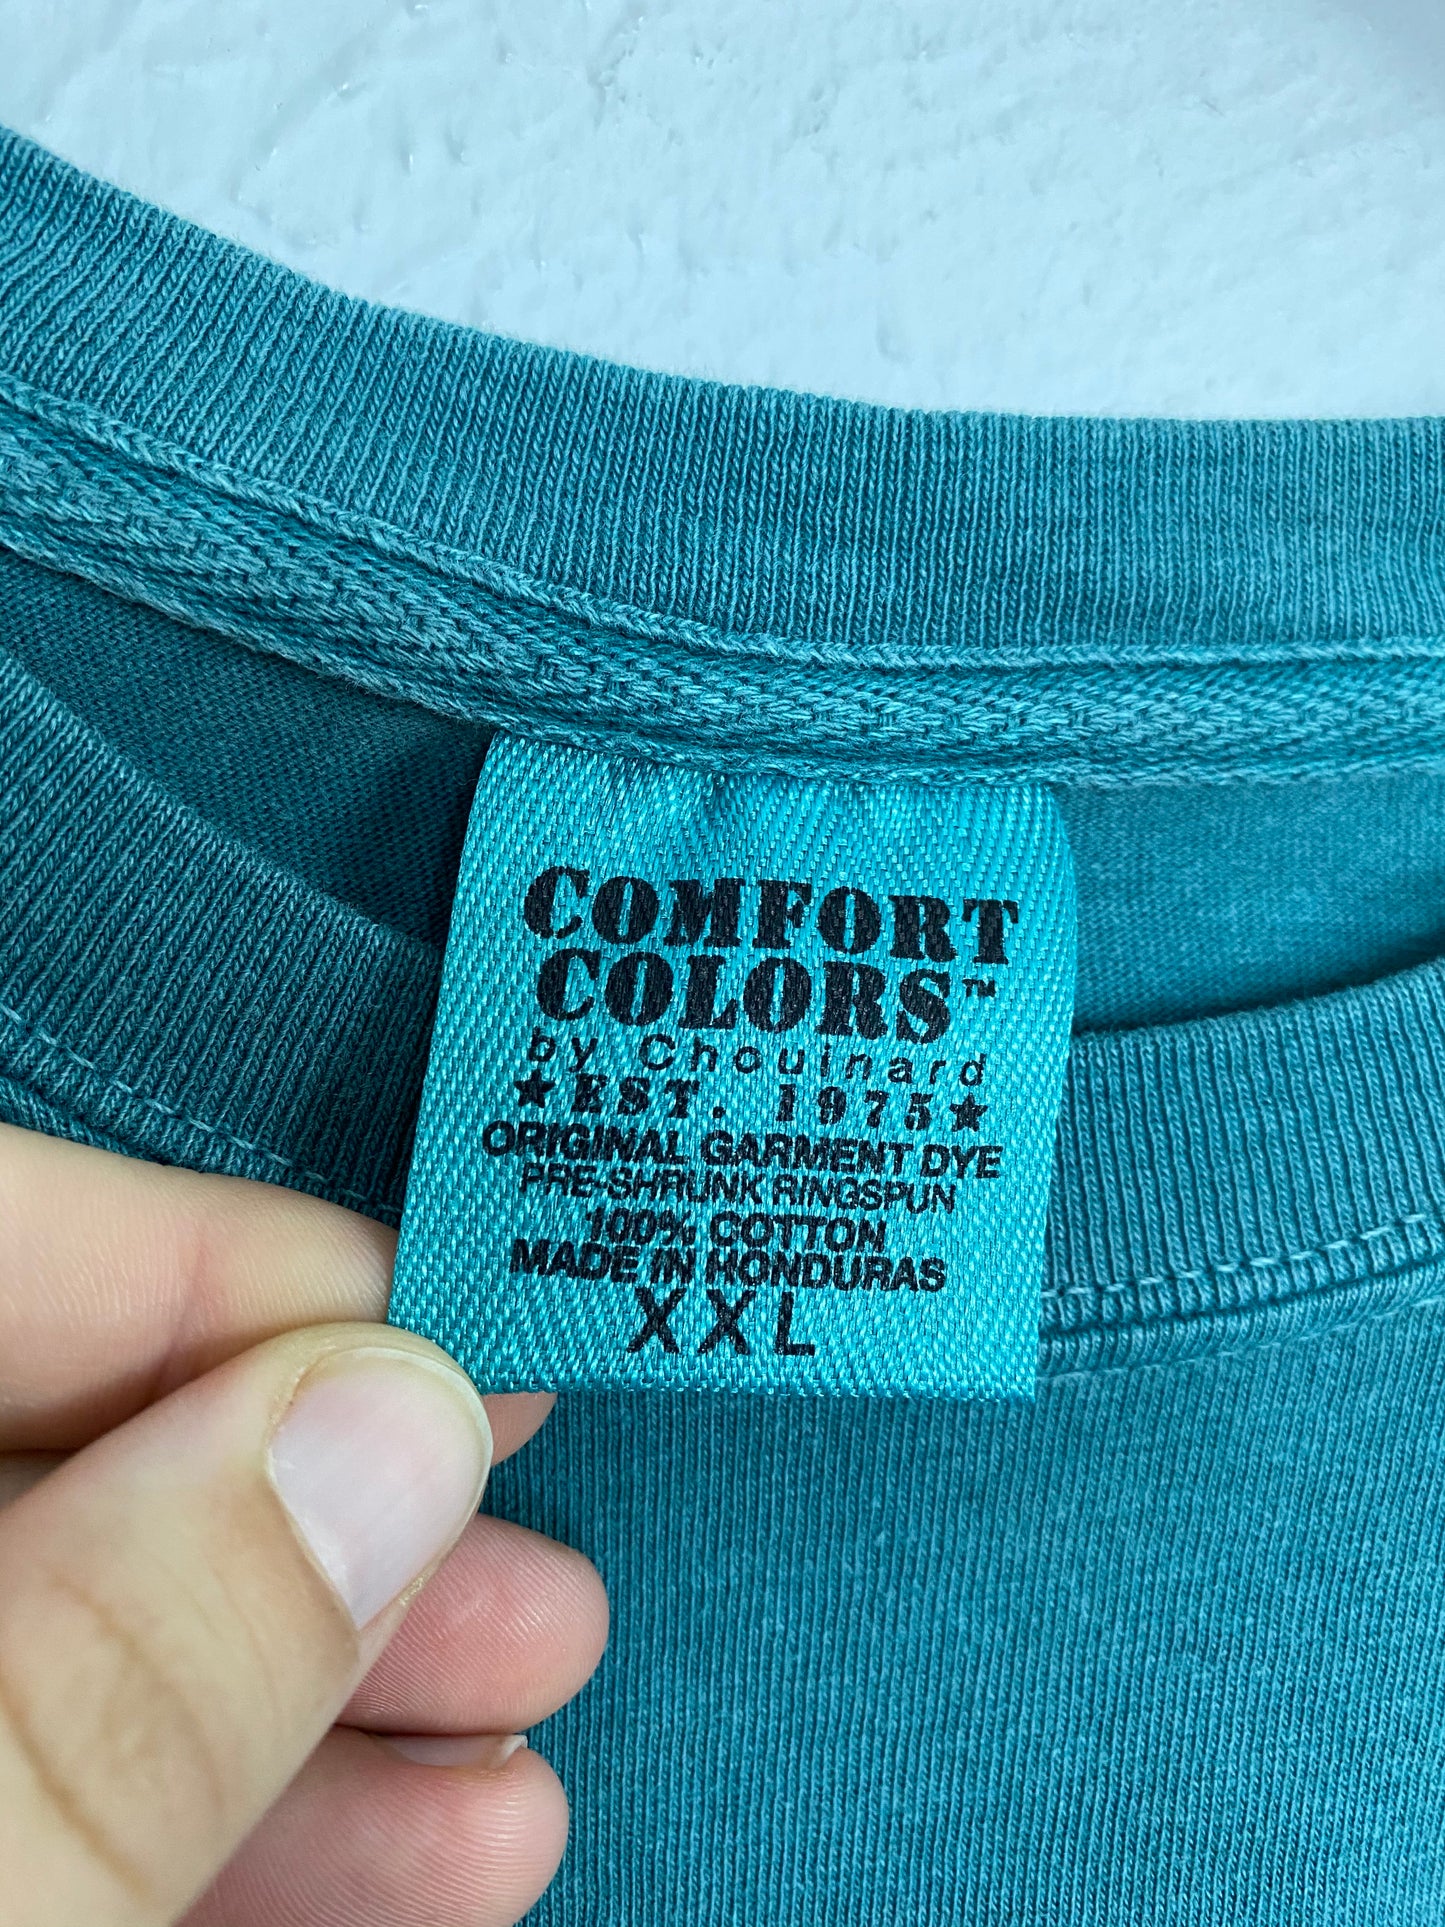 COMFORT
COLORS™
by Chouinard
★EST. 1975★
ORIGINAL GARMENT DYE
PRE-SHRUNK RINGSPUN
100% COTTON
MADE IN HONDURAS
XXL